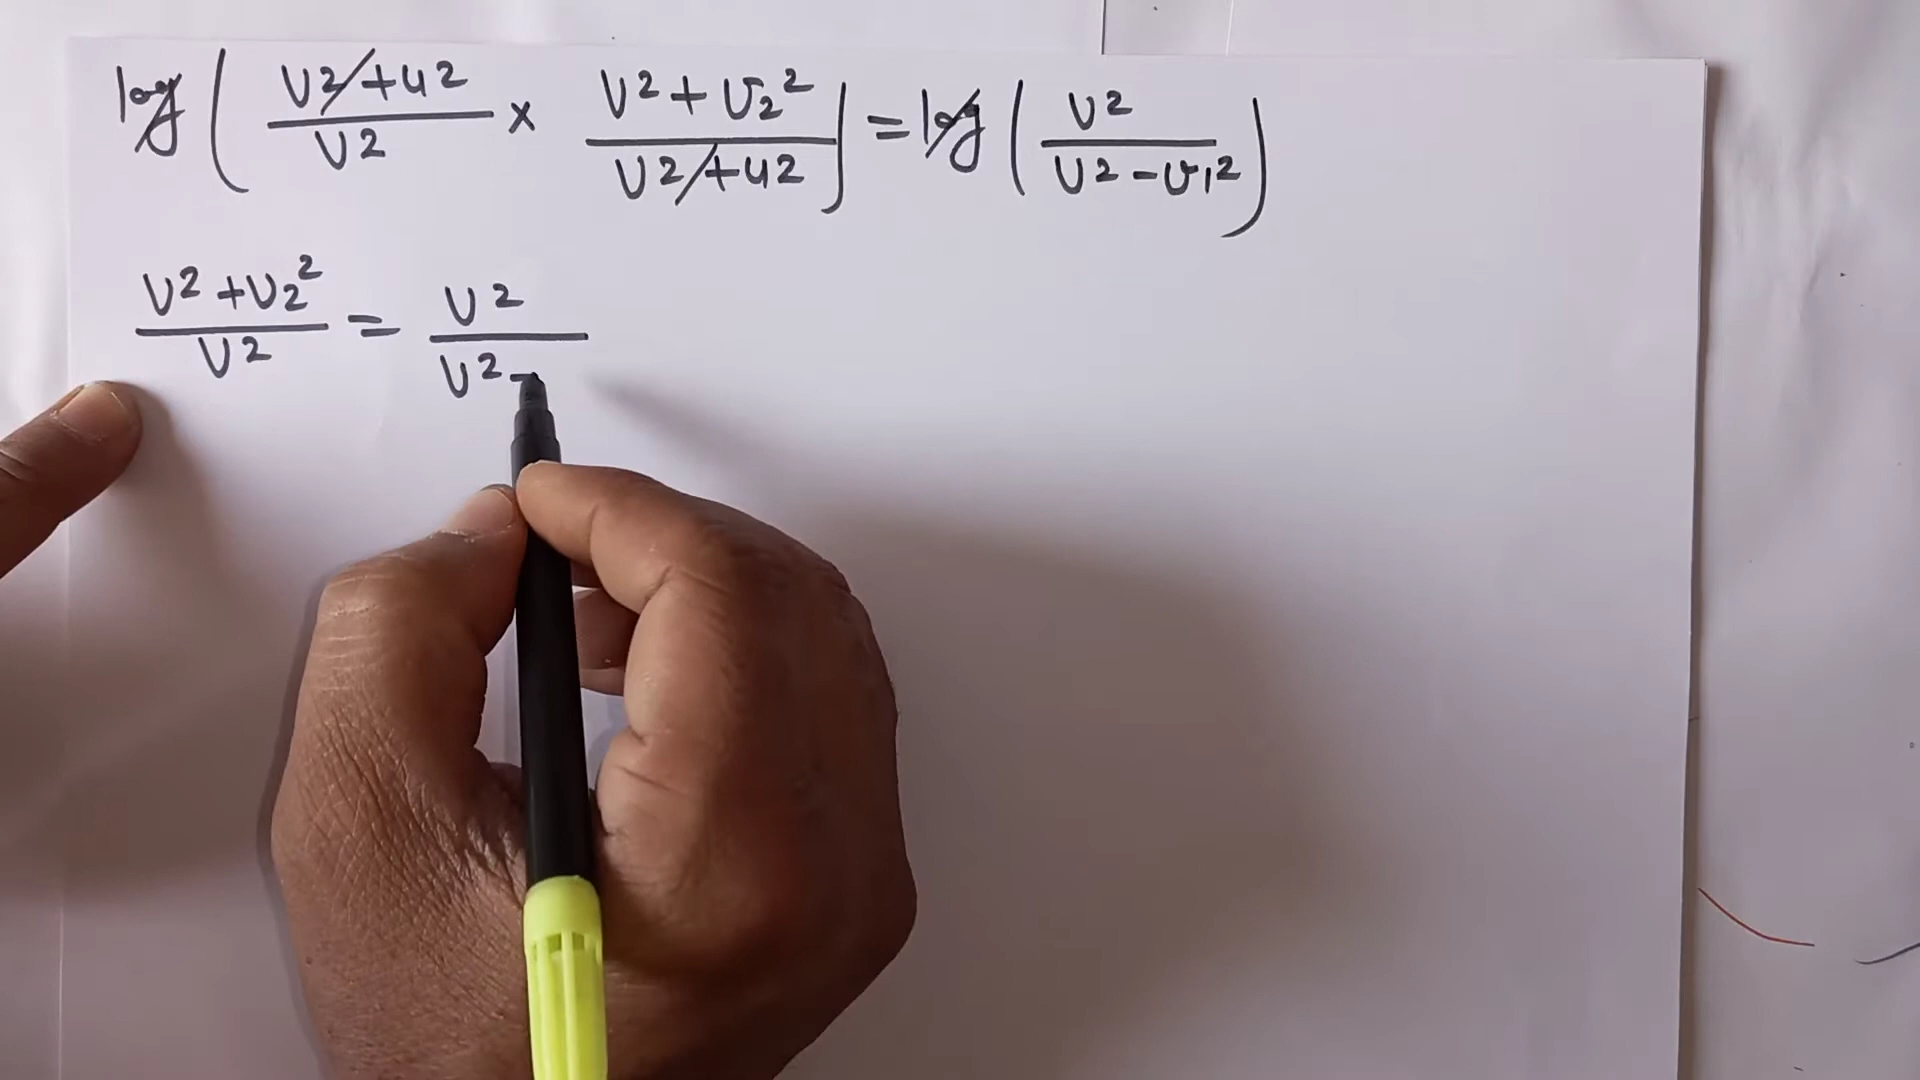 log ( V2+u2 / V2 × V2 + v₂2 / V2+u2 ) = log ( V2 / V2 - v₁2 )
V2 + v₂2 / V2 = V2 / V2 -